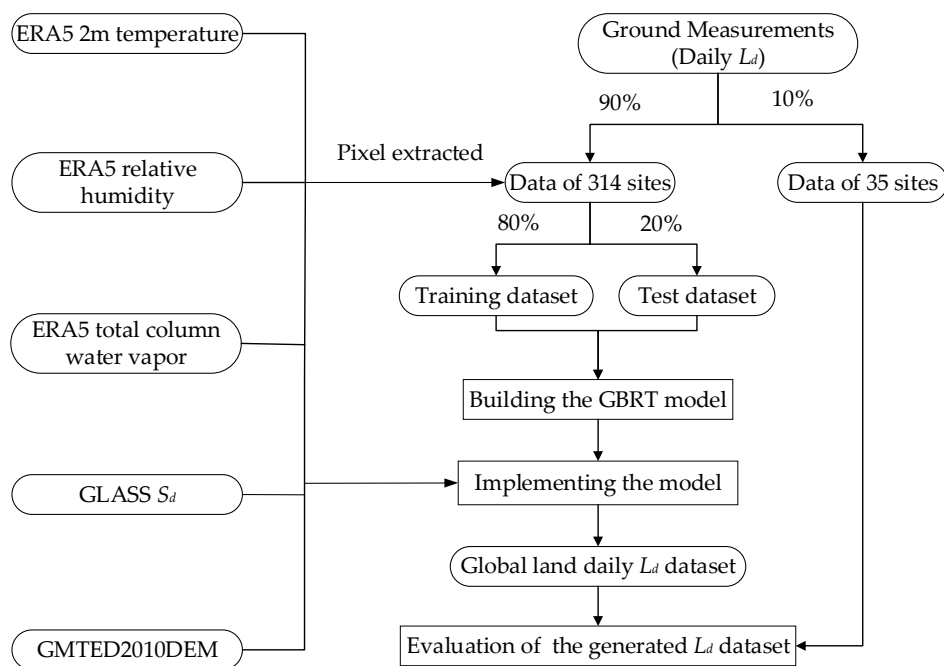 ERA5 2m temperature
ERA5 relative
humidity
ERA5 total column
water vapor
GLASS Sd
GMTED2010DEM
Pixel extracted
Ground Measurements
(Daily Ld)
90%
10%
Data of 314 sites
Data of 35 sites
80%
20%
Training dataset
Test dataset
Building the GBRT model
Implementing the model
Global land daily Ld dataset
Evaluation of the generated Ld dataset